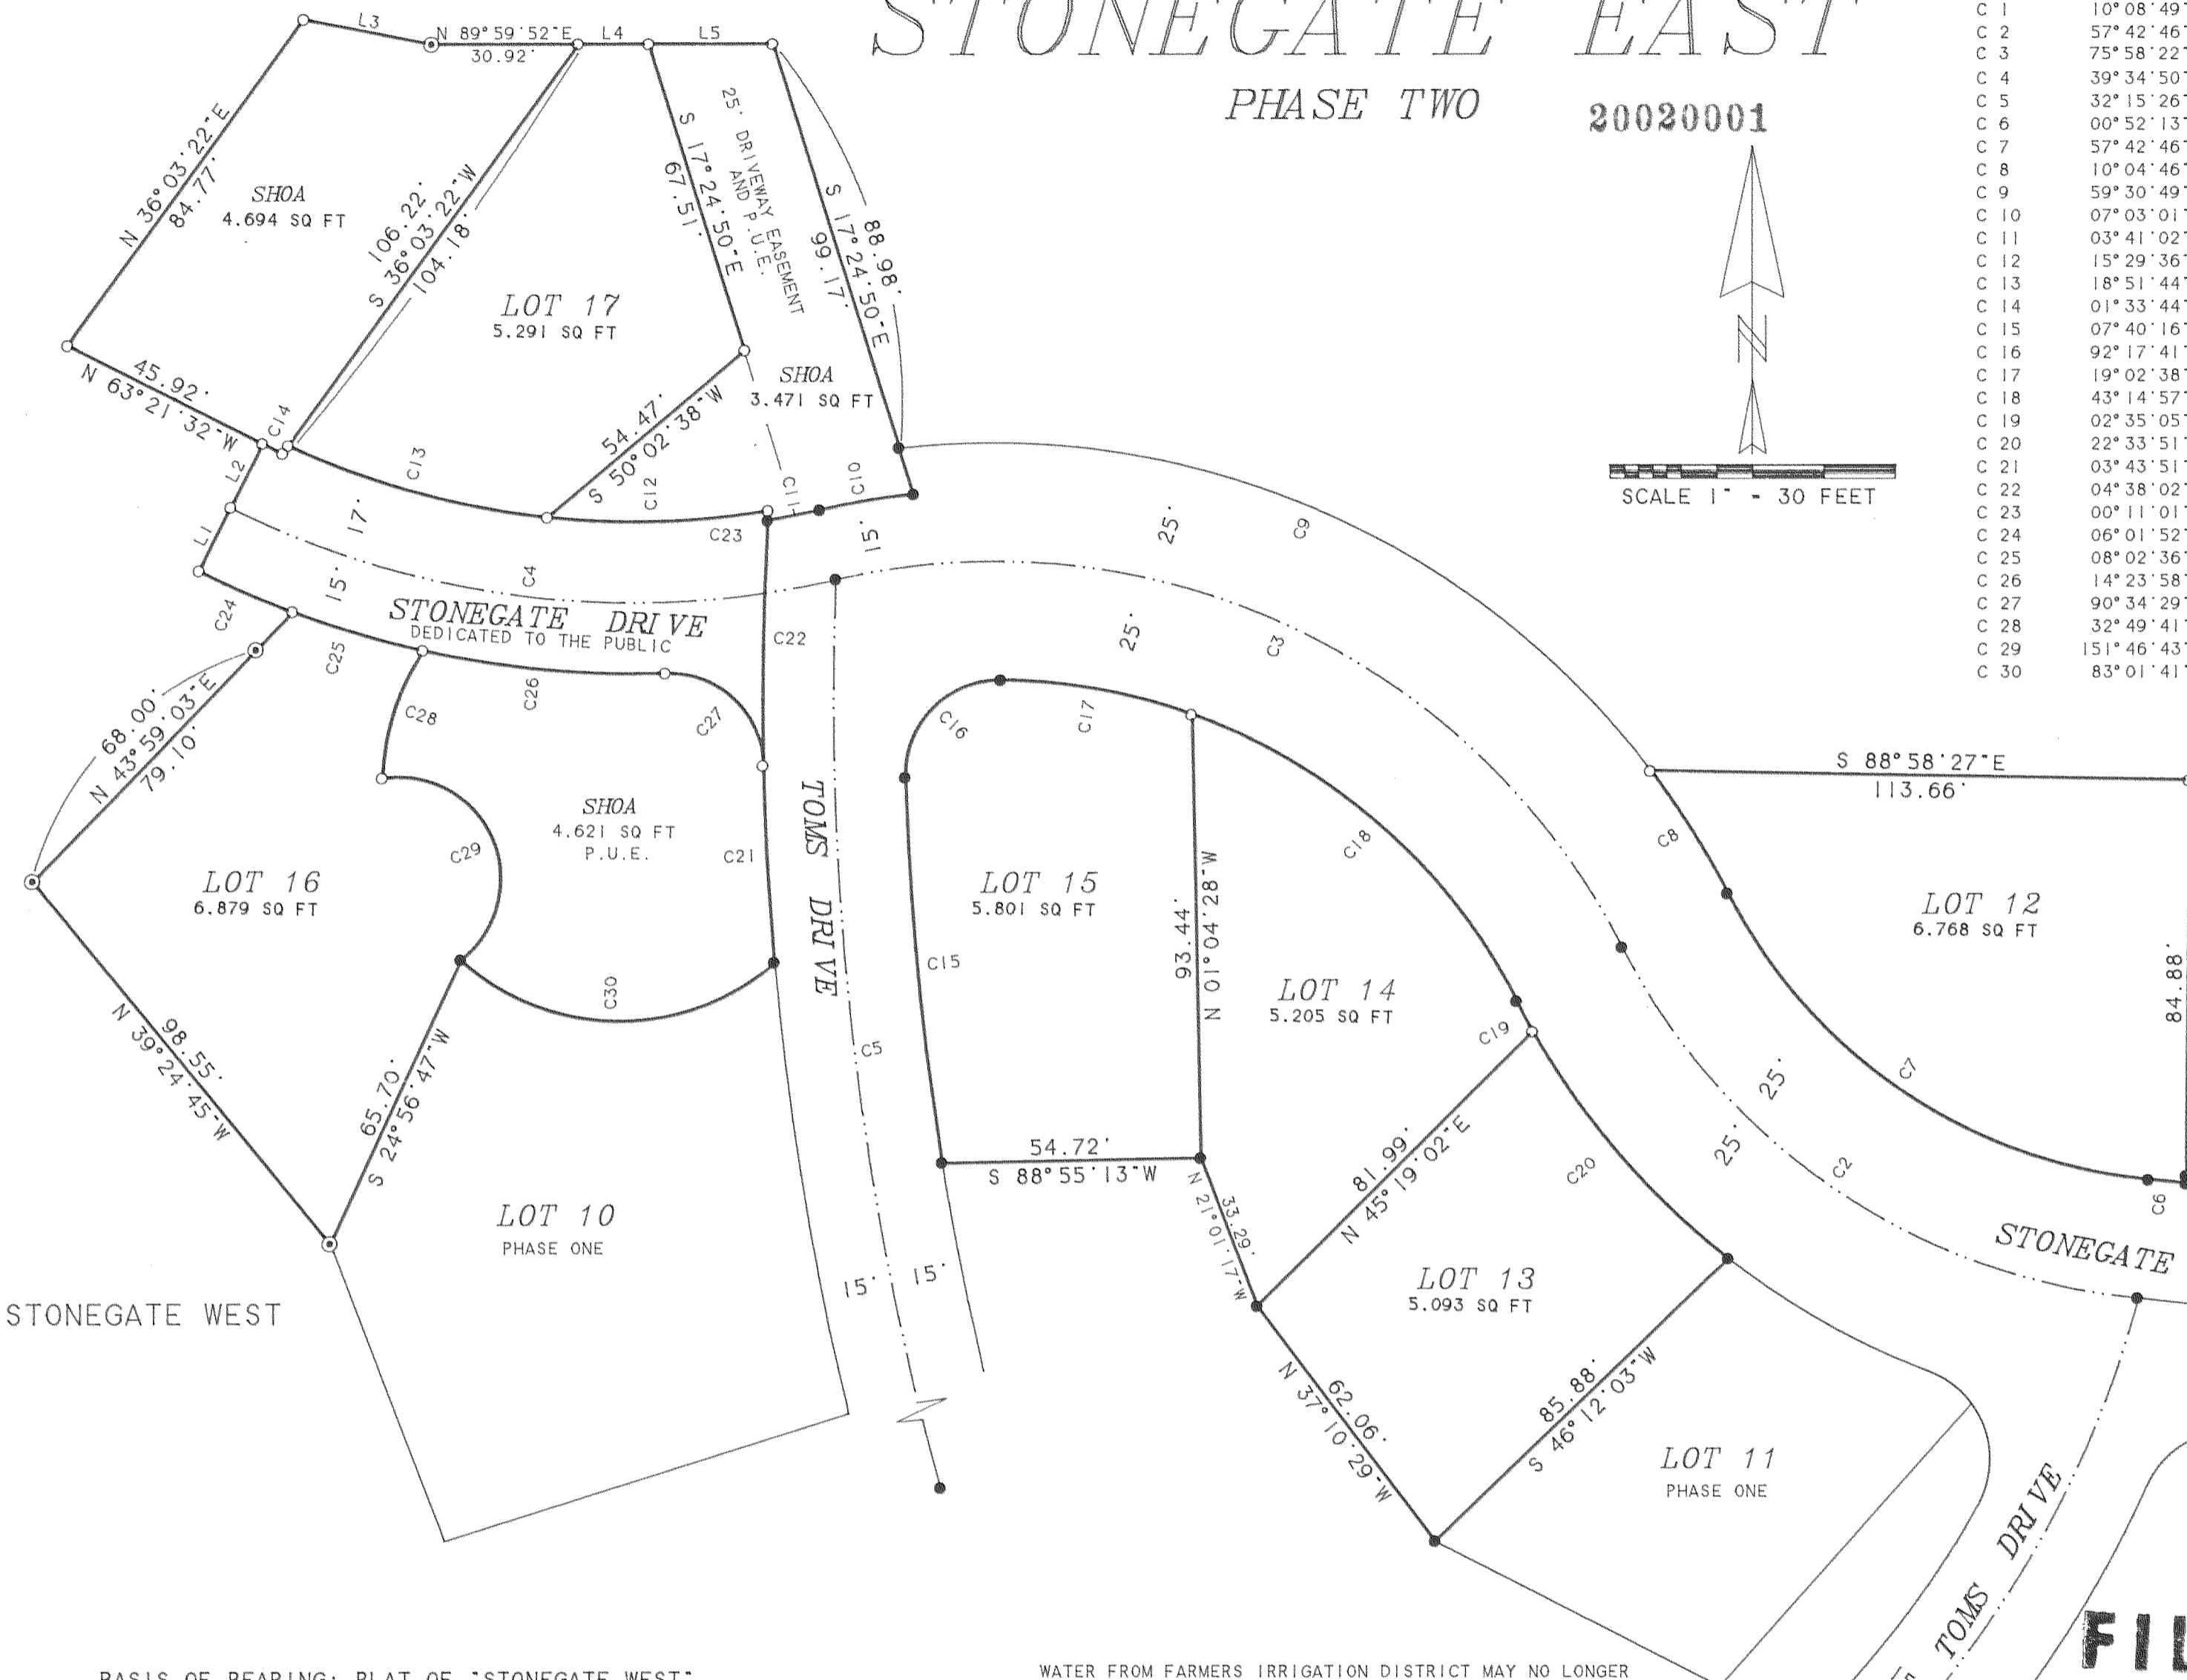 STONEGATE EAST
PHASE TWO
20020001
SCALE 1" - 30 FEET
C 1 10°08'49"
C 2 57°42'46"
C 3 75°58'22"
C 4 39°34'50"
C 5 32°15'26"
C 6 00°52'13"
C 7 57°42'46"
C 8 10°04'46"
C 9 59°30'49"
C 10 07°03'01"
C 11 03°41'02"
C 12 15°29'36"
C 13 18°51'44"
C 14 01°33'44"
C 15 07°40'16"
C 16 92°17'41"
C 17 19°02'38"
C 18 43°14'57"
C 19 02°35'05"
C 20 22°33'51"
C 21 03°43'51"
C 22 04°38'02"
C 23 00°11'01"
C 24 06°01'52"
C 25 08°02'36"
C 26 14°23'58"
C 27 90°34'29"
C 28 32°49'41"
C 29 151°46'43"
C 30 83°01'41"
L3
N 89°59'52"E
30.92'
L4
L5
N 36°03'22"E
84.77'
SHOA
4.694 SQ FT
106.22'
S 36°03'22"W
104.18'
LOT 17
5.291 SQ FT
S 17°24'50"E
67.51'
25' DRIVEWAY EASEMENT
AND P.U.E.
S 17°24'50"E
99.17'
88.98'
SHOA
3.471 SQ FT
45.92'
N 63°21'32"W
C14
L2
L1
C13
54.47'
S 50°02'38"W
C12
C11
C10
C23
17'
15'
15'
C4
STONEGATE DRIVE
DEDICATED TO THE PUBLIC
C24
C25
C26
C27
C28
C22
25'
25'
C9
C3
68.00'
N 43°59'03"E
79.10'
C16
C17
SHOA
4.621 SQ FT
P.U.E.
C29
C21
TOMS DRIVE
LOT 16
6.879 SQ FT
C30
98.55'
N 39°24'45"W
65.70'
S 24°56'47"W
LOT 15
5.801 SQ FT
C15
C5
93.44'
N 01°04'28"W
C18
LOT 14
5.205 SQ FT
C19
S 88°58'27"E
113.66'
C8
LOT 12
6.768 SQ FT
84.88'
C7
C6
25'
25'
C2
STONEGATE
54.72'
S 88°55'13"W
33.29'
N 21°01'17"W
81.99'
N 45°19'02"E
C20
LOT 13
5.093 SQ FT
62.06'
N 37°10'29"W
85.88'
S 46°12'03"W
LOT 10
PHASE ONE
15'
15'
STONEGATE WEST
LOT 11
PHASE ONE
TOMS DRIVE
TOMS
FIL
BASIS OF BEARING: PLAT OF "STONEGATE WEST"
WATER FROM FARMERS IRRIGATION DISTRICT MAY NO LONGER